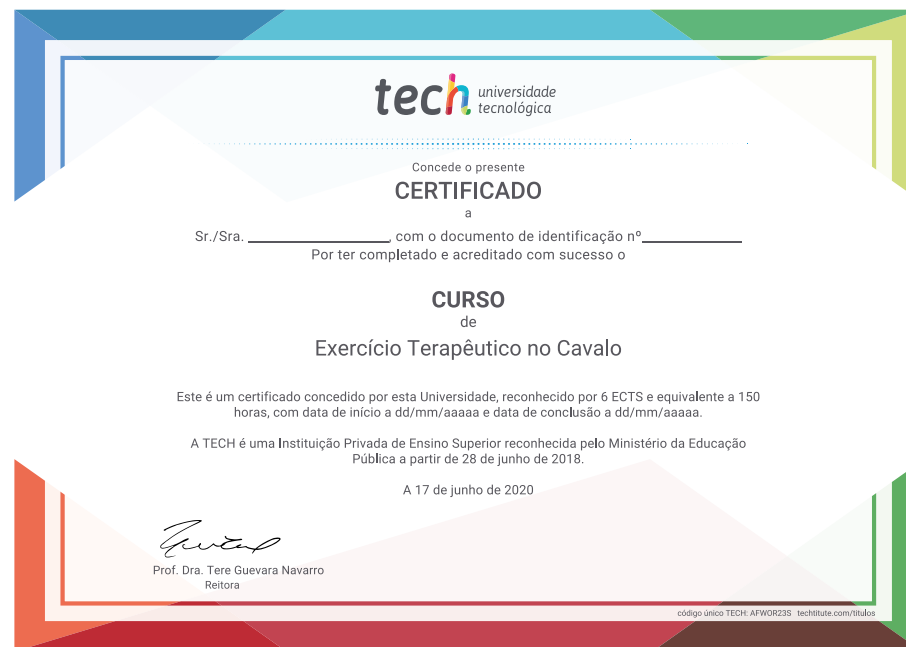 tech universidade
tecnológica
Concede o presente
CERTIFICADO
a
Sr./Sra. __________________, com o documento de identificação nº_____________
Por ter completado e acreditado com sucesso o
CURSO
de
Exercício Terapêutico no Cavalo
Este é um certificado concedido por esta Universidade, reconhecido por 6 ECTS e equivalente a 150
horas, com data de início a dd/mm/aaaaa e data de conclusão a dd/mm/aaaaa.
A TECH é uma Instituição Privada de Ensino Superior reconhecida pelo Ministério da Educação
Pública a partir de 28 de junho de 2018.
A 17 de junho de 2020
Prof. Dra. Tere Guevara Navarro
Reitora
código único TECH: AFWOR23S techtitute.com/titulos